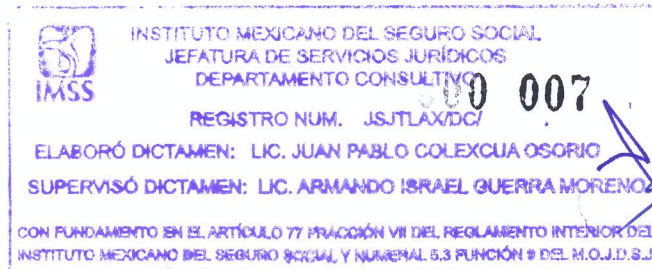 INSTITUTO MEXICANO DEL SEGURO SOCIAL
JEFATURA DE SERVICIOS JURÍDICOS
DEPARTAMENTO CONSULTIVO
IMSS
007
REGISTRO NUM. JSJTLAX/DC/
ELABORÓ DICTAMEN: LIC. JUAN PABLO COLEXCUA OSORIO
SUPERVISÓ DICTAMEN: LIC. ARMANDO ISRAEL GUERRA MORENO
CON FUNDAMENTO EN EL ARTÍCULO 77 FRACCIÓN VII DEL REGLAMENTO INTERIOR DEL
INSTITUTO MEXICANO DEL SEGURO SOCIAL Y NUMERAL 5.3 FUNCIÓN 9 DEL M.O.J.D.S.J